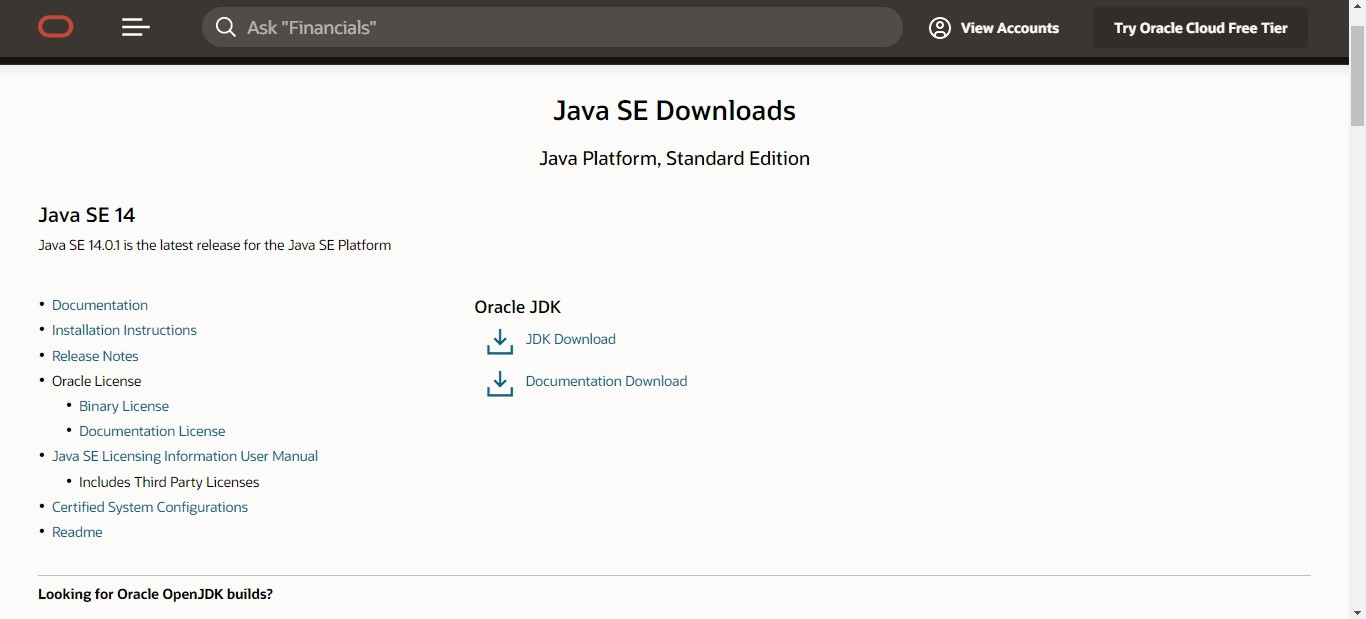 Ask "Financials"
View Accounts
Try Oracle Cloud Free Tier
Java SE Downloads
Java Platform, Standard Edition
Java SE 14
Java SE 14.0.1 is the latest release for the Java SE Platform
• Documentation
• Installation Instructions
• Release Notes
• Oracle License
• Binary License
• Documentation License
• Java SE Licensing Information User Manual
• Includes Third Party Licenses
• Certified System Configurations
• Readme
Oracle JDK
JDK Download
Documentation Download
Looking for Oracle OpenJDK builds?